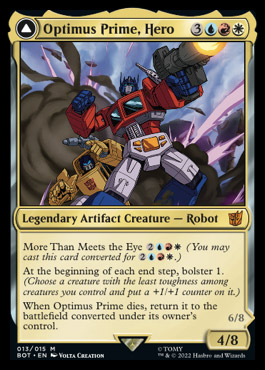 Optimus Prime, Hero 3
Legendary Artifact Creature — Robot
More Than Meets the Eye 2 (You may
cast this card converted for 2 .)
At the beginning of each end step, bolster 1.
(Choose a creature with the least toughness among
creatures you control and put a +1/+1 counter on it.)
When Optimus Prime dies, return it to the
battlefield converted under its owner's
control.
6/8
4/8
013/015 M
BOT • EN Volta Creation
© TOMY
™ & © 2022 Hasbro and Wizards